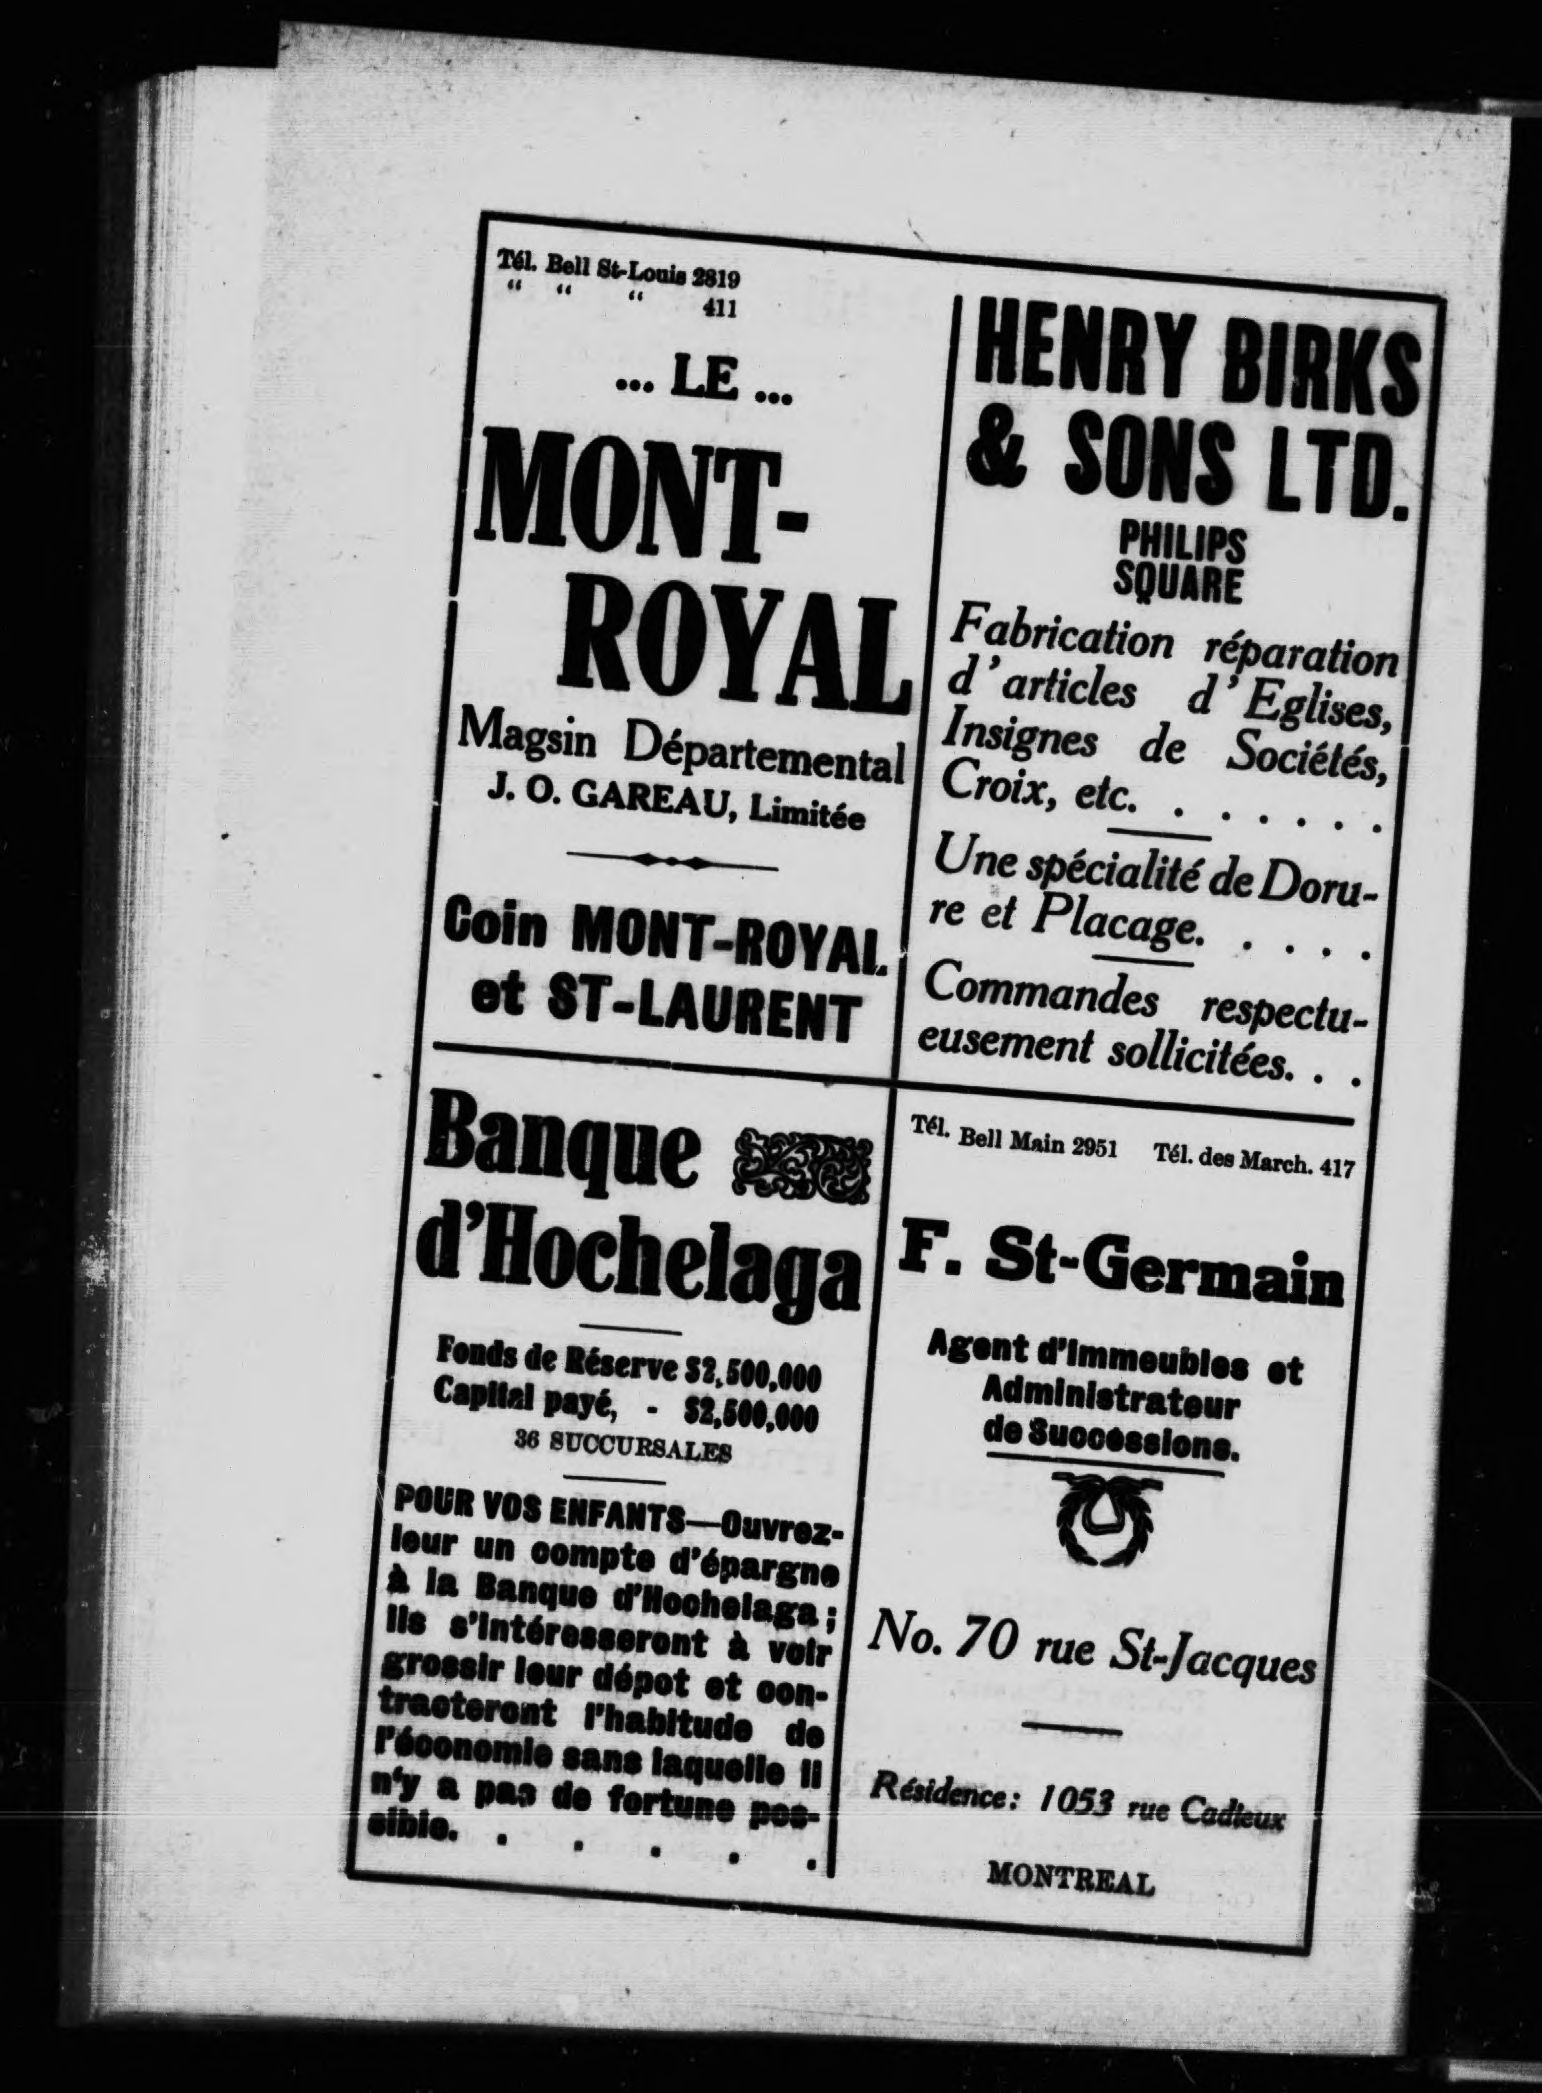 Tél. Bell St-Louis 2819
“ “ “ 411
... LE ...
MONT-
ROYAL
Magsin Départemental
J. O. GAREAU, Limitée
Coin MONT-ROYAL
et ST-LAURENT
HENRY BIRKS
& SONS LTD.
PHILIPS
SQUARE
Fabrication réparation
d'articles d'Eglises,
Insignes de Sociétés,
Croix, etc. . . . . . .
Une spécialité de Doru-
re et Placage. . . . .
Commandes respectu-
eusement sollicitées. . .
Banque
d'Hochelaga
Fonds de Réserve $2,500,000
Capital payé, - $2,500,000
36 SUCCURSALES
POUR VOS ENFANTS—Ouvrez-
leur un compte d'épargne
à la Banque d'Hochelaga ;
ils s'intéresseront à voir
grossir leur dépot et con-
tracteront l'habitude de
l'économie sans laquelle il
n‘y a pas de fortune pos-
sible. . . . . .
Tél. Bell Main 2951 Tél. des March. 417
F. St-Germain
Agent d'Immeubles et
Administrateur
de Successions.
No. 70 rue St-Jacques
Résidence: 1053 rue Cadieux
MONTREAL